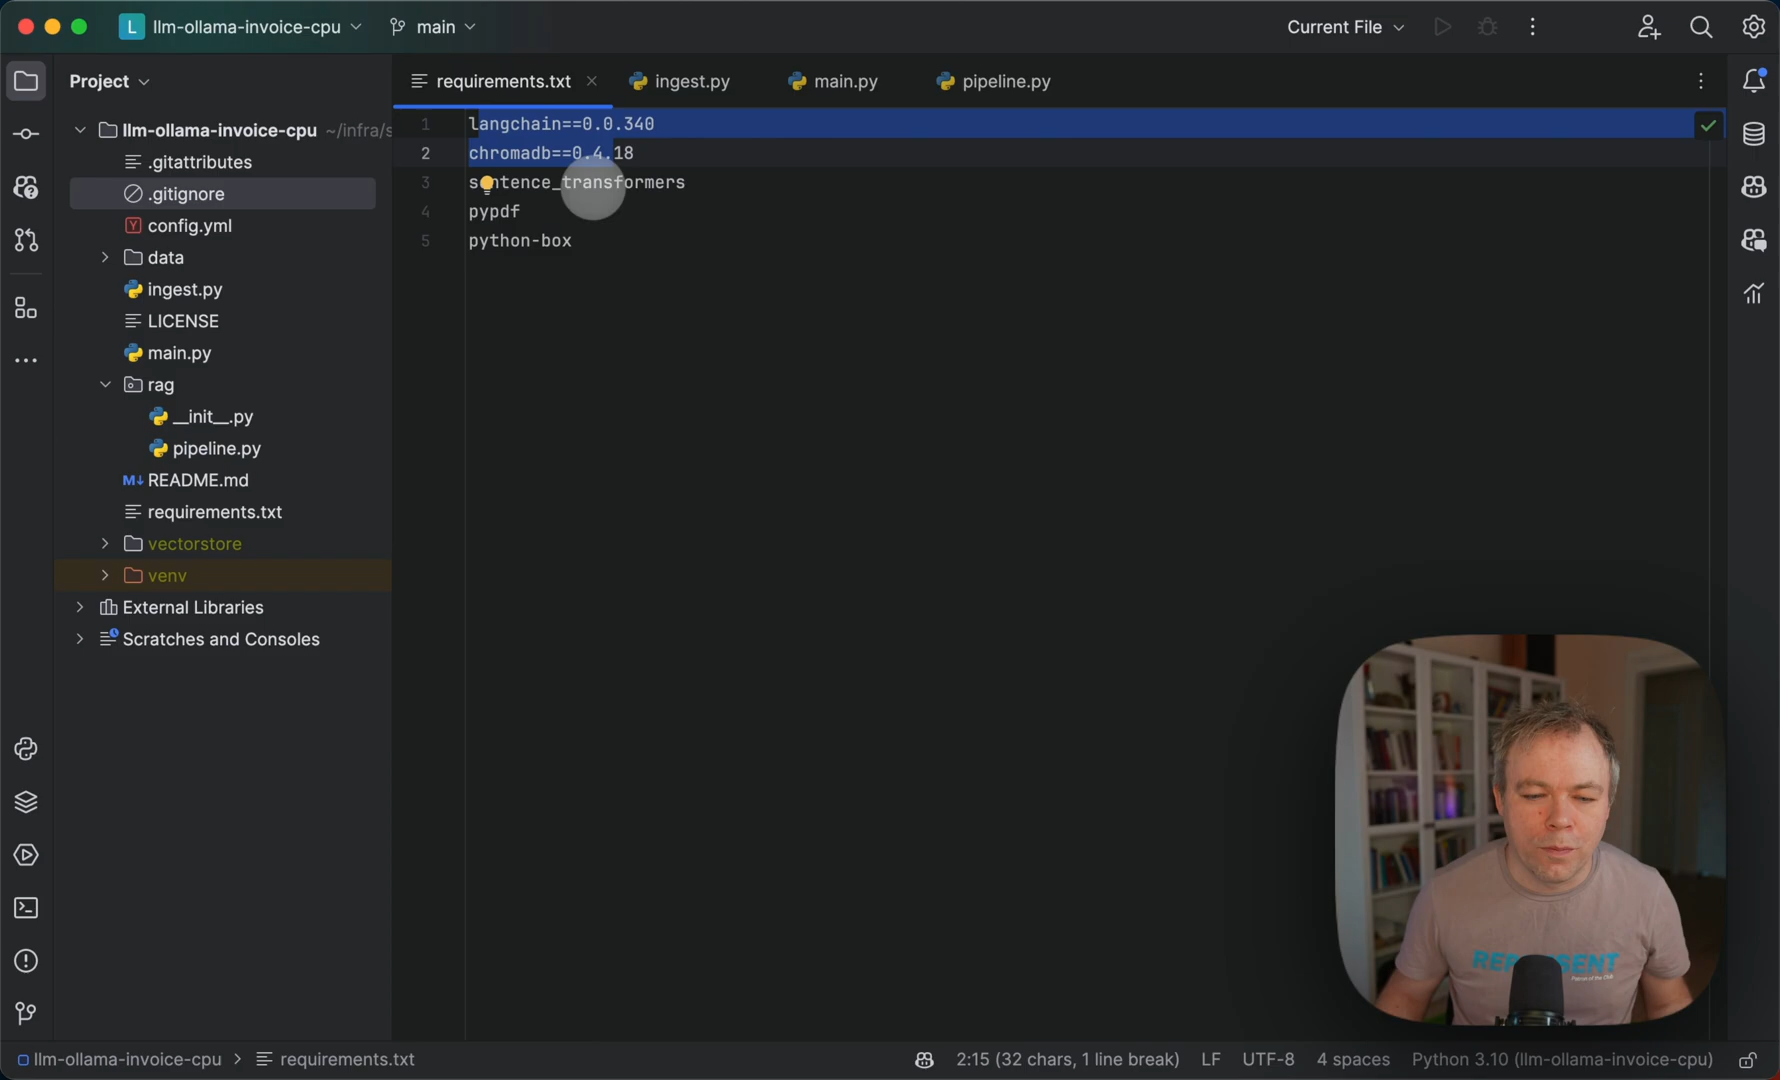 L llm-ollama-invoice-cpu main Current File
Project requirements.txt ingest.py main.py pipeline.py
llm-ollama-invoice-cpu ~/infra/s
.gitattributes
.gitignore
config.yml
data
ingest.py
LICENSE
main.py
rag
__init__.py
pipeline.py
M↓ README.md
requirements.txt
vectorstore
venv
External Libraries
Scratches and Consoles
1 langchain==0.0.340
2 chromadb==0.4.18
3 sentence_transformers
4 pypdf
5 python-box
llm-ollama-invoice-cpu > requirements.txt 2:15 (32 chars, 1 line break) LF UTF-8 4 spaces Python 3.10 (llm-ollama-invoice-cpu)